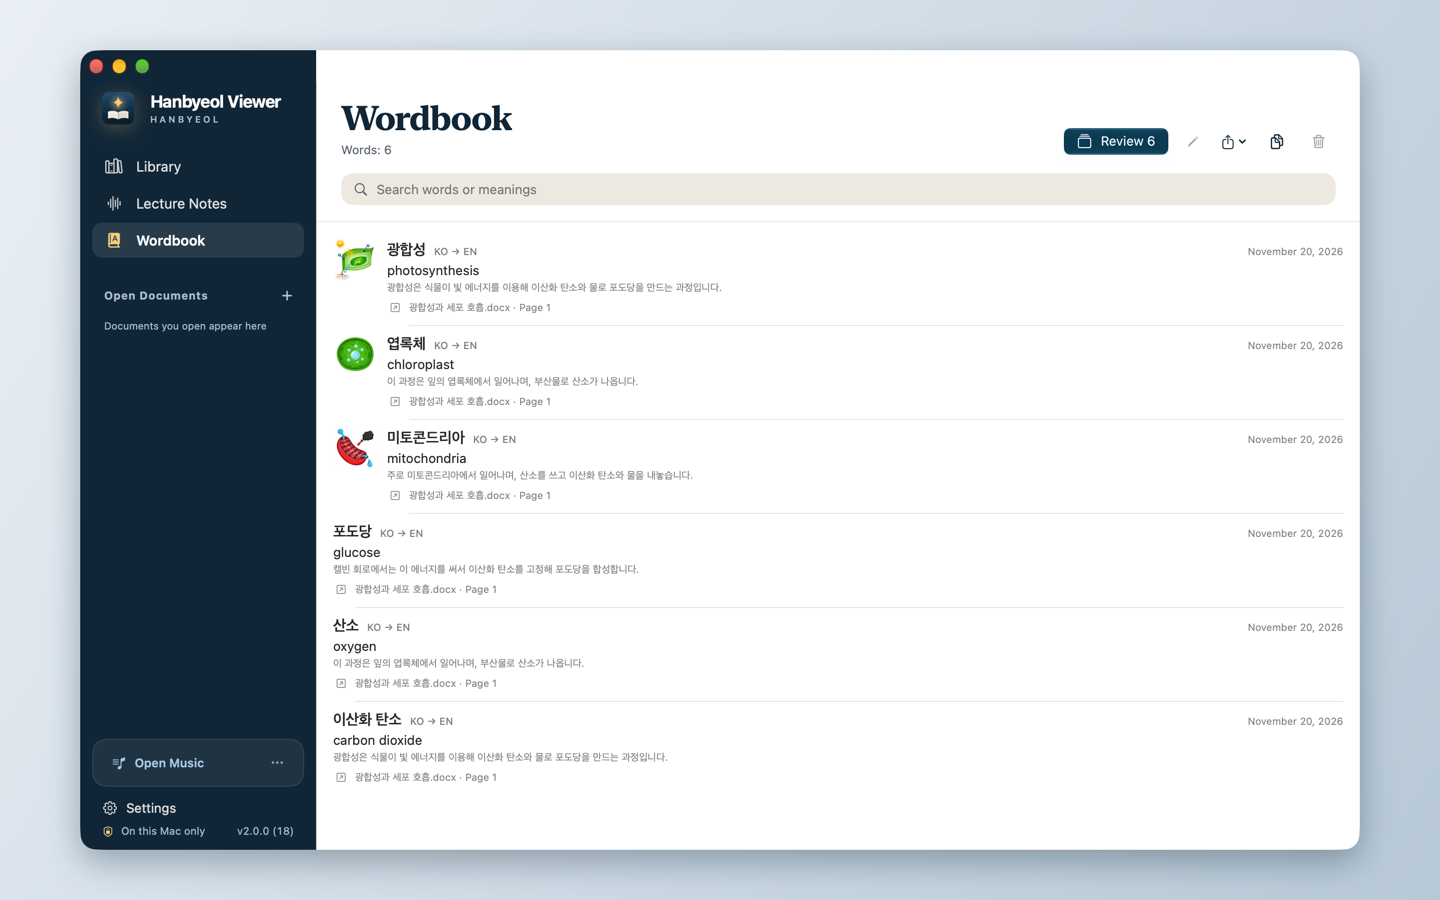 Hanbyeol Viewer
HANBYEOL
Library
Lecture Notes
Wordbook
Open Documents
Documents you open appear here
Open Music
Settings
On this Mac only v2.0.0 (18)
Wordbook
Words: 6
Review 6
Search words or meanings
광합성 KO → EN November 20, 2026
photosynthesis
광합성은 식물이 빛 에너지를 이용해 이산화 탄소와 물로 포도당을 만드는 과정입니다.
광합성과 세포 호흡.docx · Page 1
엽록체 KO → EN November 20, 2026
chloroplast
이 과정은 잎의 엽록체에서 일어나며, 부산물로 산소가 나옵니다.
광합성과 세포 호흡.docx · Page 1
미토콘드리아 KO → EN November 20, 2026
mitochondria
주로 미토콘드리아에서 일어나며, 산소를 쓰고 이산화 탄소와 물을 내놓습니다.
광합성과 세포 호흡.docx · Page 1
포도당 KO → EN November 20, 2026
glucose
캘빈 회로에서는 이 에너지를 써서 이산화 탄소를 고정해 포도당을 합성합니다.
광합성과 세포 호흡.docx · Page 1
산소 KO → EN November 20, 2026
oxygen
이 과정은 잎의 엽록체에서 일어나며, 부산물로 산소가 나옵니다.
광합성과 세포 호흡.docx · Page 1
이산화 탄소 KO → EN November 20, 2026
carbon dioxide
광합성은 식물이 빛 에너지를 이용해 이산화 탄소와 물로 포도당을 만드는 과정입니다.
광합성과 세포 호흡.docx · Page 1